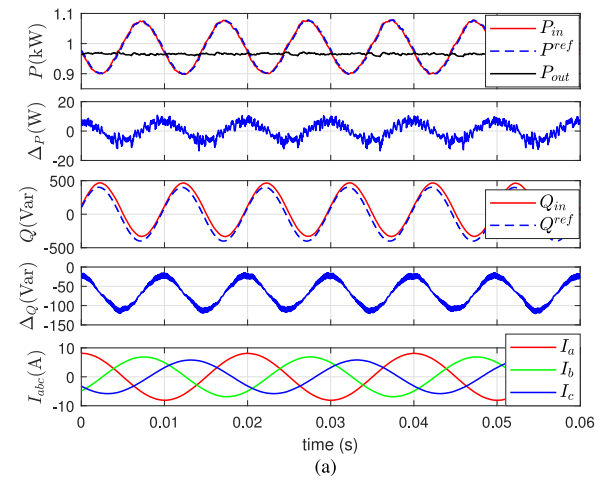 1.1
1
0.9
P(kW)
P_in
P^ref
P_out
20
0
-20
Δ_P(W)
500
0
-500
Q(Var)
Q_in
Q^ref
0
-50
-100
-150
Δ_Q(Var)
10
0
-10
I_abc(A)
I_a
I_b
I_c
0 0.01 0.02 0.03 0.04 0.05 0.06
time (s)
(a)